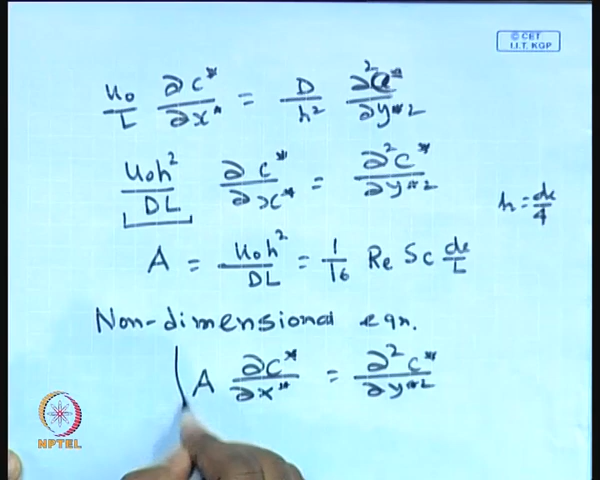 © CET
I.I.T. KGP
u₀/L ∂c*/∂x* = D/h² ∂²c*/∂y*²
u₀h²/DL ∂c*/∂x* = ∂²c*/∂y*²
h = de/4
A = u₀h²/DL = 1/16 Re Sc de/L
Non-dimensional eqn.
A ∂c*/∂x* = ∂²c*/∂y*²
NPTEL